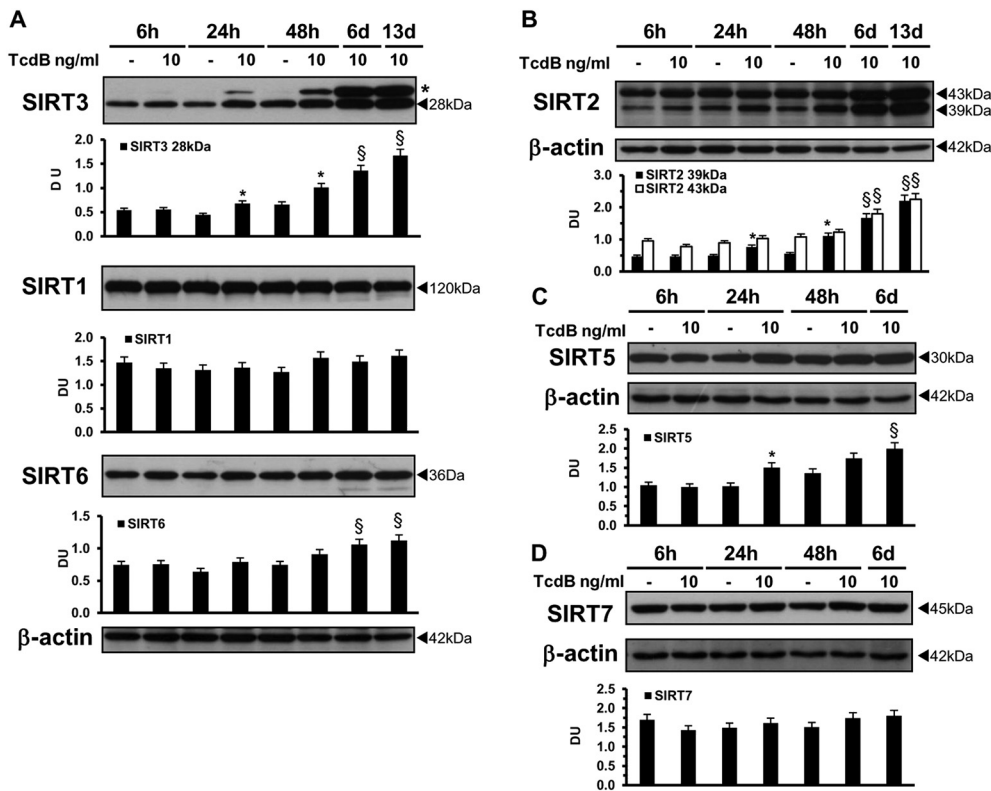 A
6h 24h 48h 6d 13d
TcdB ng/ml - 10 - 10 - 10 10 10
*
SIRT3 28kDa
2.0
SIRT3 28kDa
1.5
1.0
0.5
0.0
DU
* * § §
SIRT1 120kDa
2.0
SIRT1
1.5
1.0
0.5
0.0
DU
SIRT6 36Da
1.5
SIRT6
1.0
0.5
0.0
DU
§ §
β-actin 42kDa
B
6h 24h 48h 6d 13d
TcdB ng/ml - 10 - 10 - 10 10 10
SIRT2 43kDa
39kDa
β-actin 42kDa
3.0
SIRT2 39kDa
SIRT2 43kDa
2.0
1.0
0.0
DU
* * §§ §§
C
6h 24h 48h 6d
TcdB ng/ml - 10 - 10 - 10 10
SIRT5 30kDa
β-actin 42kDa
2.5
SIRT5
2.0
1.5
1.0
0.5
0.0
DU
* §
D
6h 24h 48h 6d
TcdB ng/ml - 10 - 10 - 10 10
SIRT7 45kDa
β-actin 42kDa
2.5
SIRT7
2.0
1.5
1.0
0.5
0.0
DU